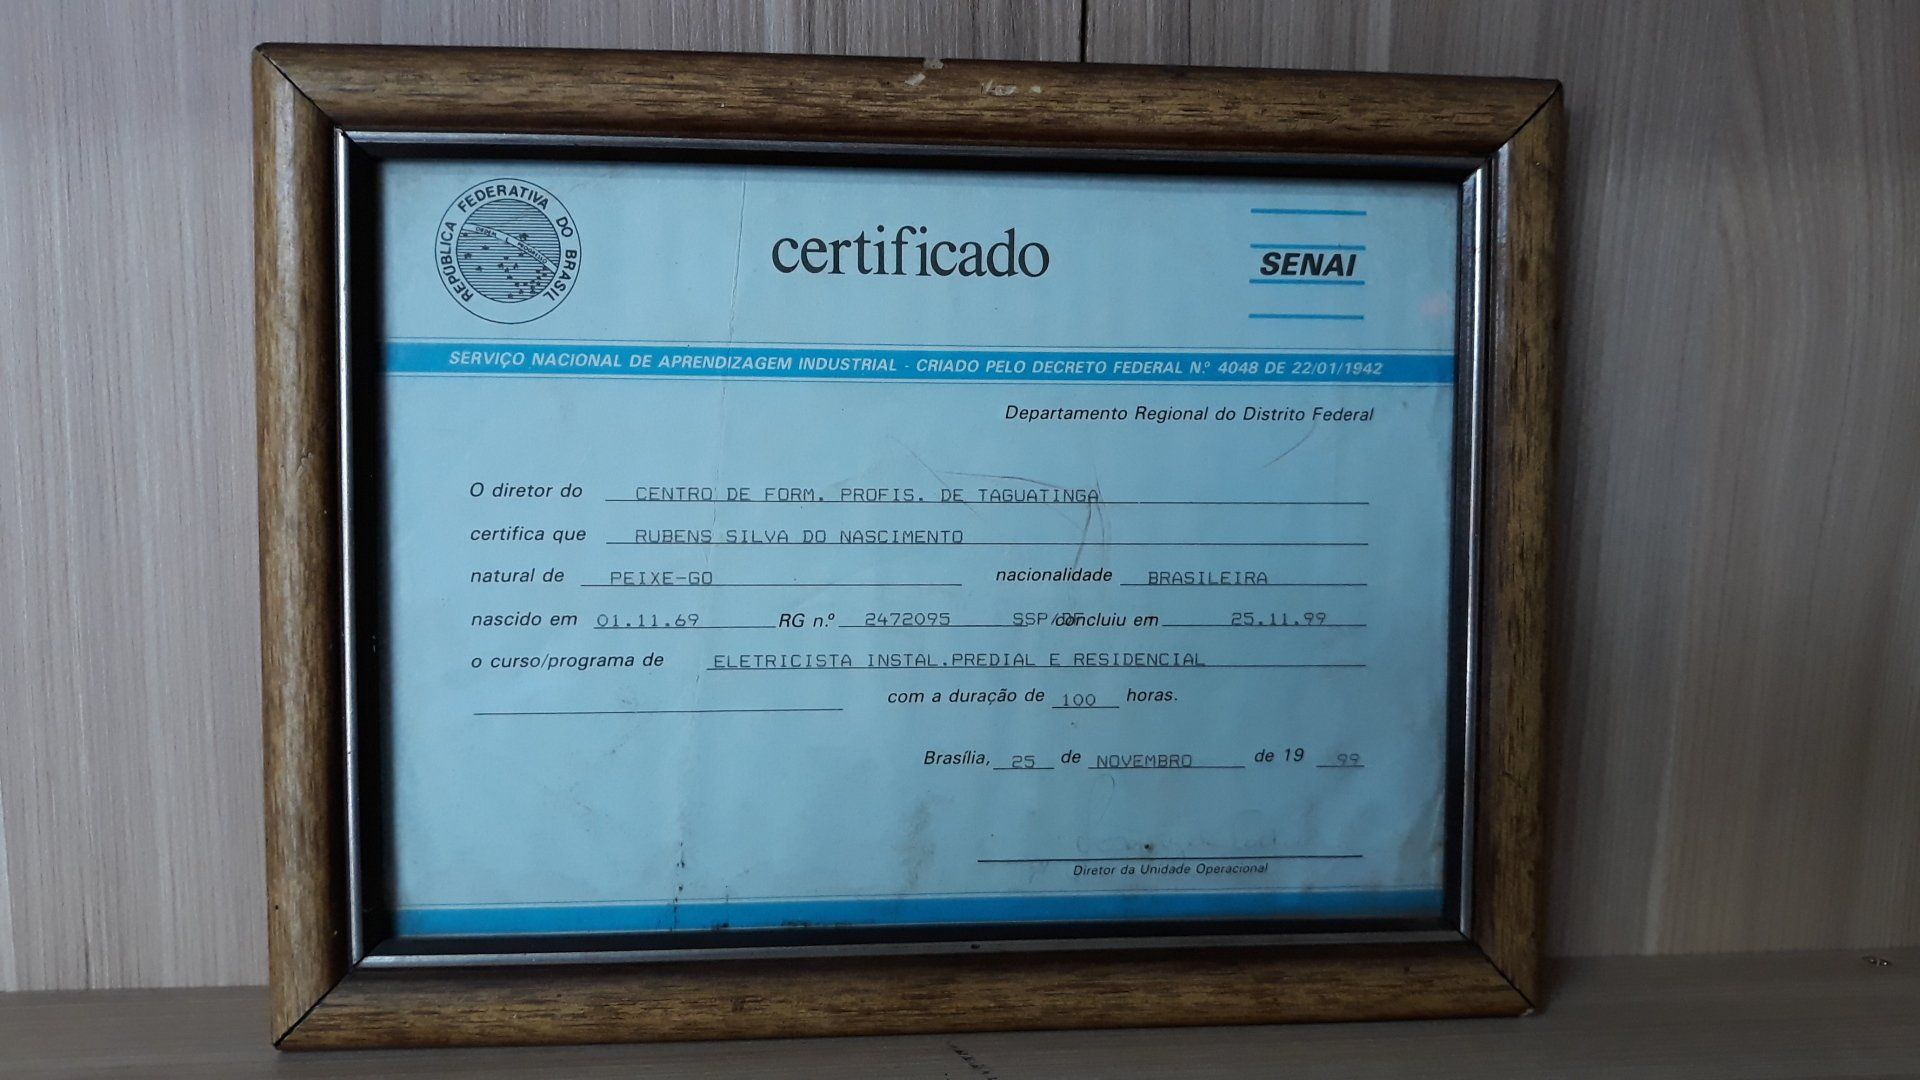 REPÚBLICA FEDERATIVA DO BRASIL
certificado
SENAI
SERVIÇO NACIONAL DE APRENDIZAGEM INDUSTRIAL - CRIADO PELO DECRETO FEDERAL N.º 4048 DE 22/01/1942
Departamento Regional do Distrito Federal
O diretor do CENTRO DE FORM. PROFIS. DE TAGUATINGA
certifica que RUBENS SILVA DO NASCIMENTO
natural de PEIXE-GO nacionalidade BRASILEIRA
nascido em 01.11.69 RG n.º 2472095 SSP/DF concluiu em 25.11.99
o curso/programa de ELETRICISTA INSTAL.PREDIAL E RESIDENCIAL
com a duração de 100 horas.
Brasília, 25 de NOVEMBRO de 19 99
Diretor da Unidade Operacional